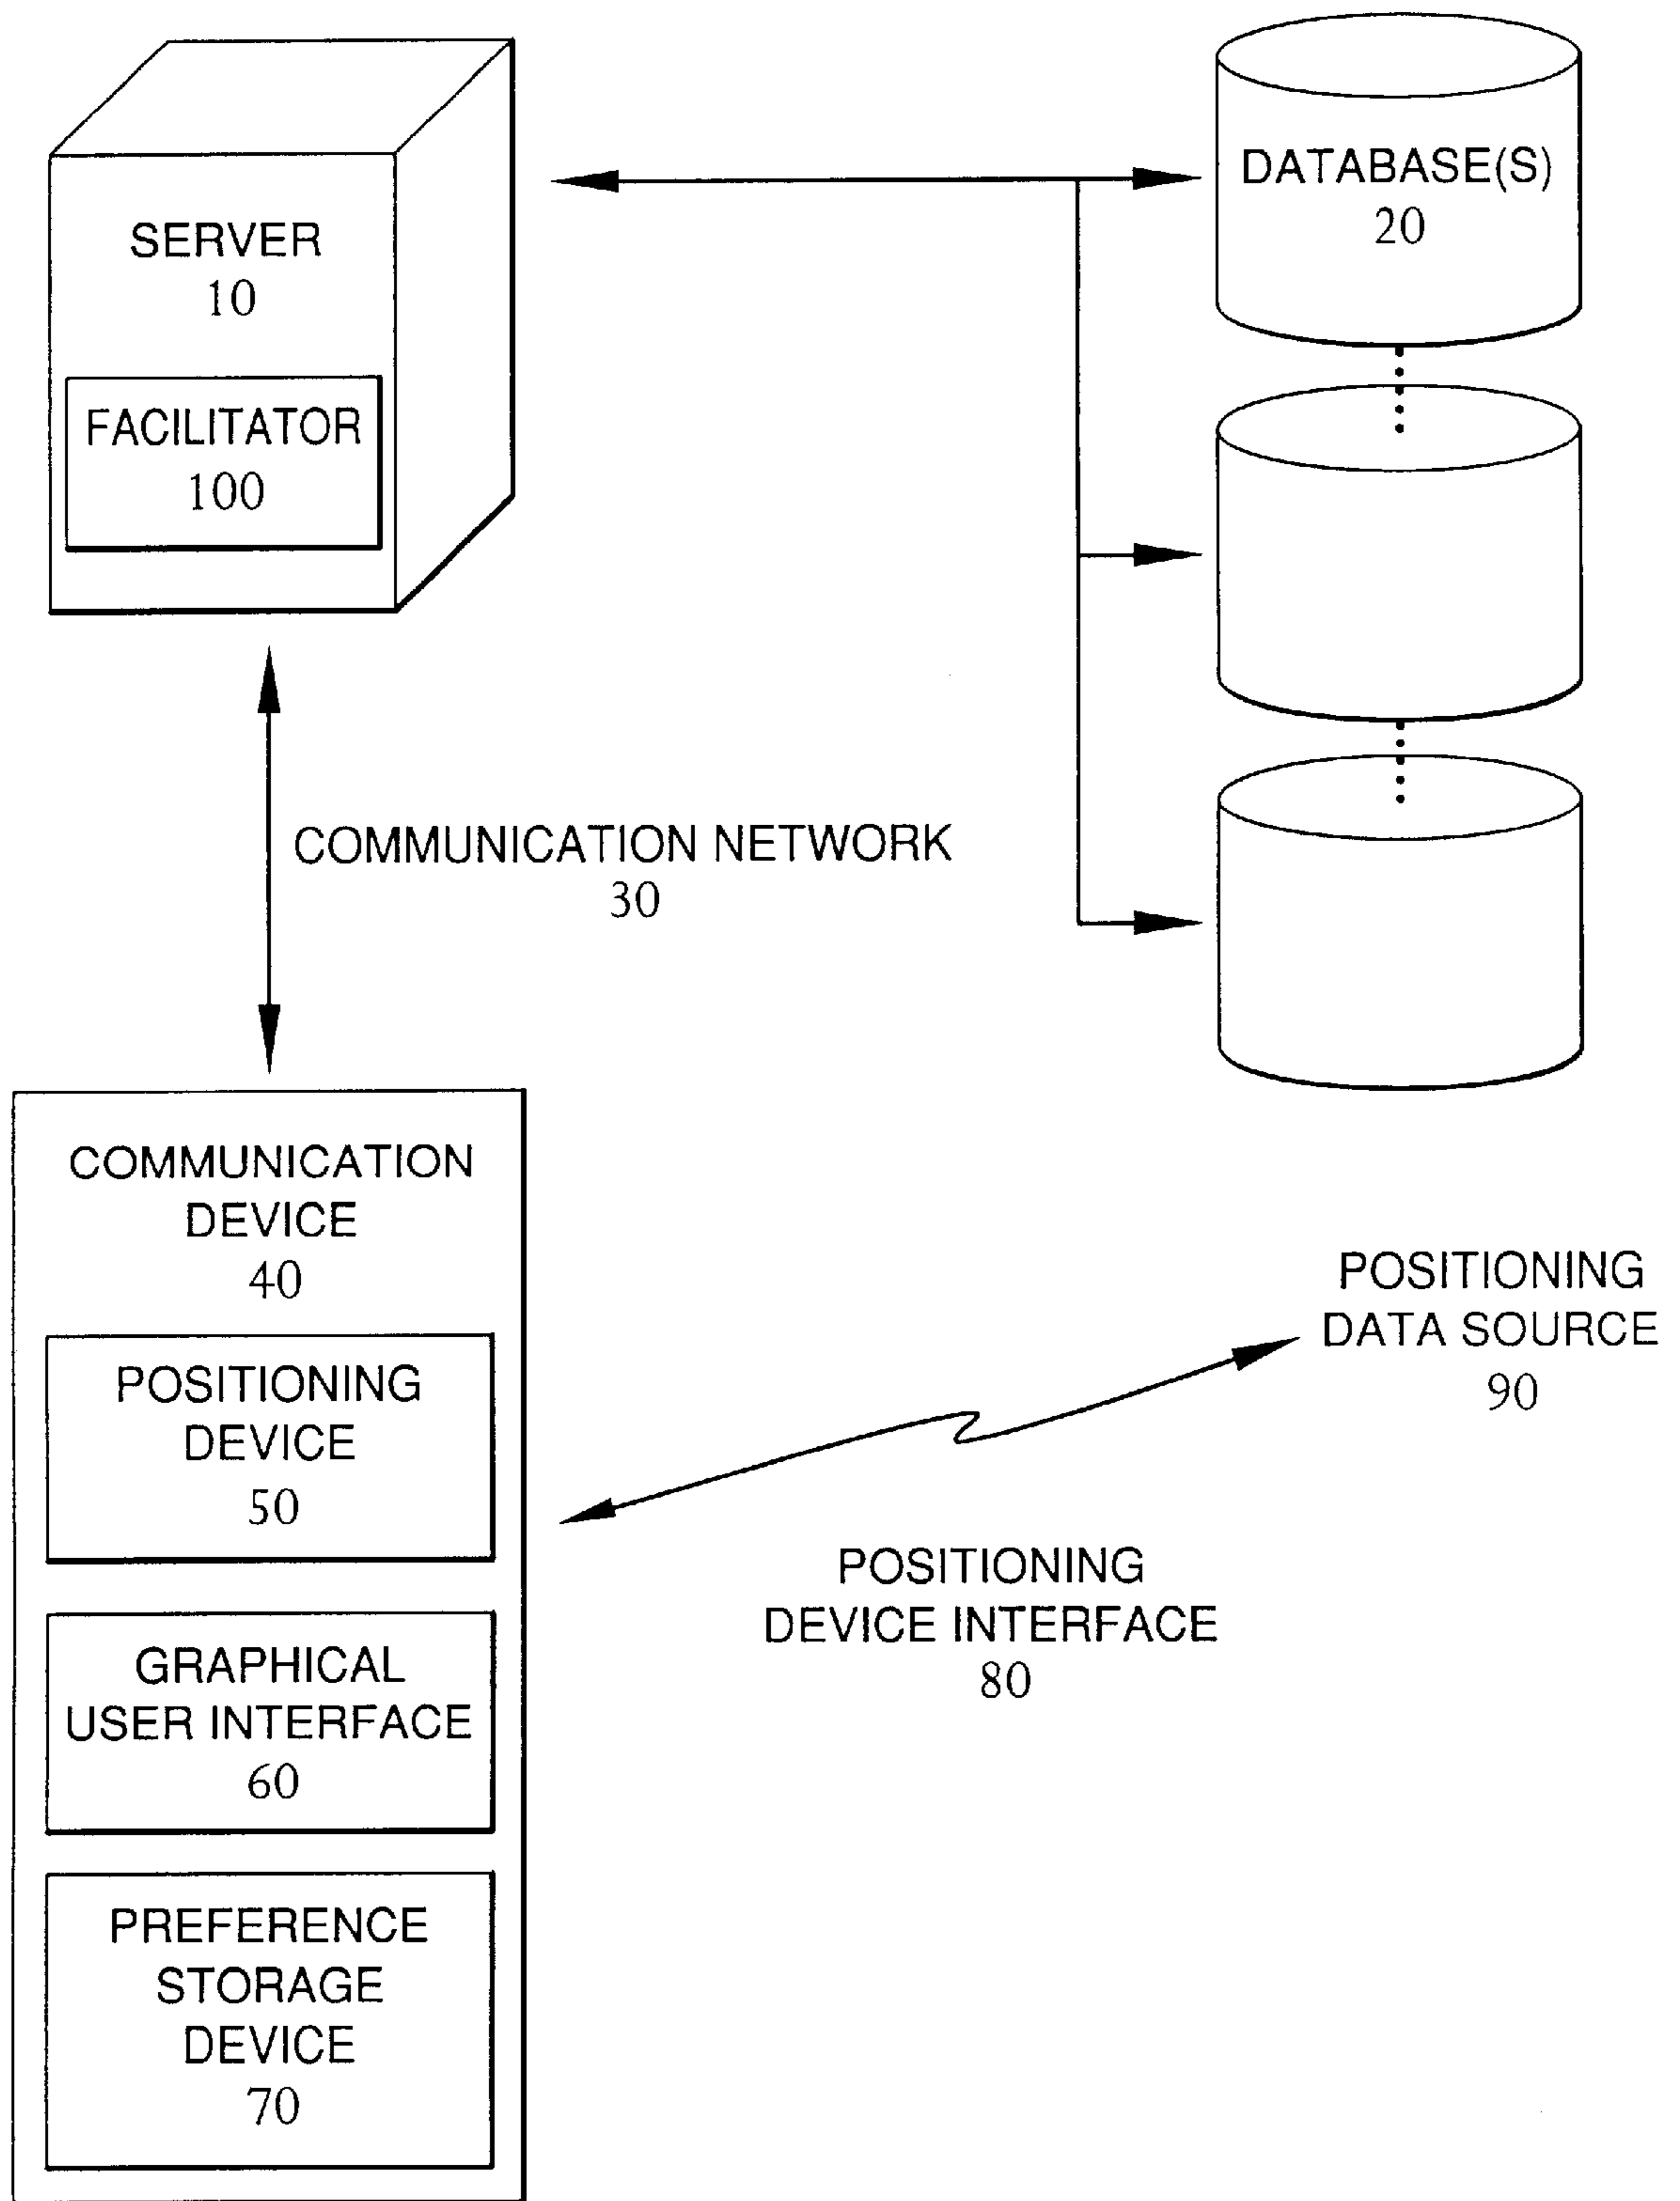 SERVER
10
FACILITATOR
100
DATABASE(S)
20
COMMUNICATION NETWORK
30
COMMUNICATION
DEVICE
40
POSITIONING
DEVICE
50
GRAPHICAL
USER INTERFACE
60
PREFERENCE
STORAGE
DEVICE
70
POSITIONING
DATA SOURCE
90
POSITIONING
DEVICE INTERFACE
80